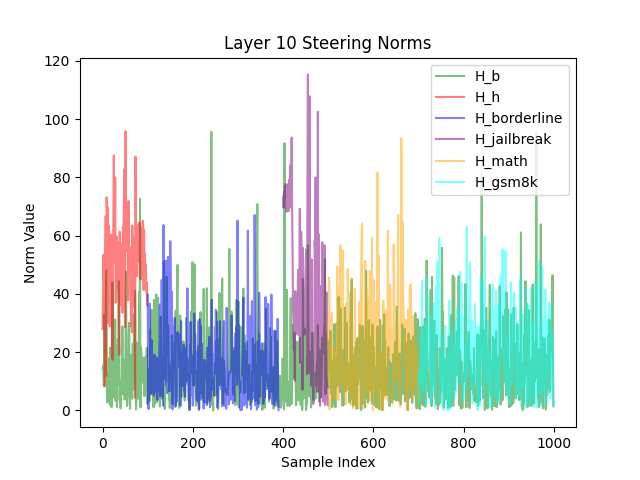 Layer 10 Steering Norms
120
100
80
60
40
20
0
Norm Value
H_b
H_h
H_borderline
H_jailbreak
H_math
H_gsm8k
0
200
400
600
800
1000
Sample Index